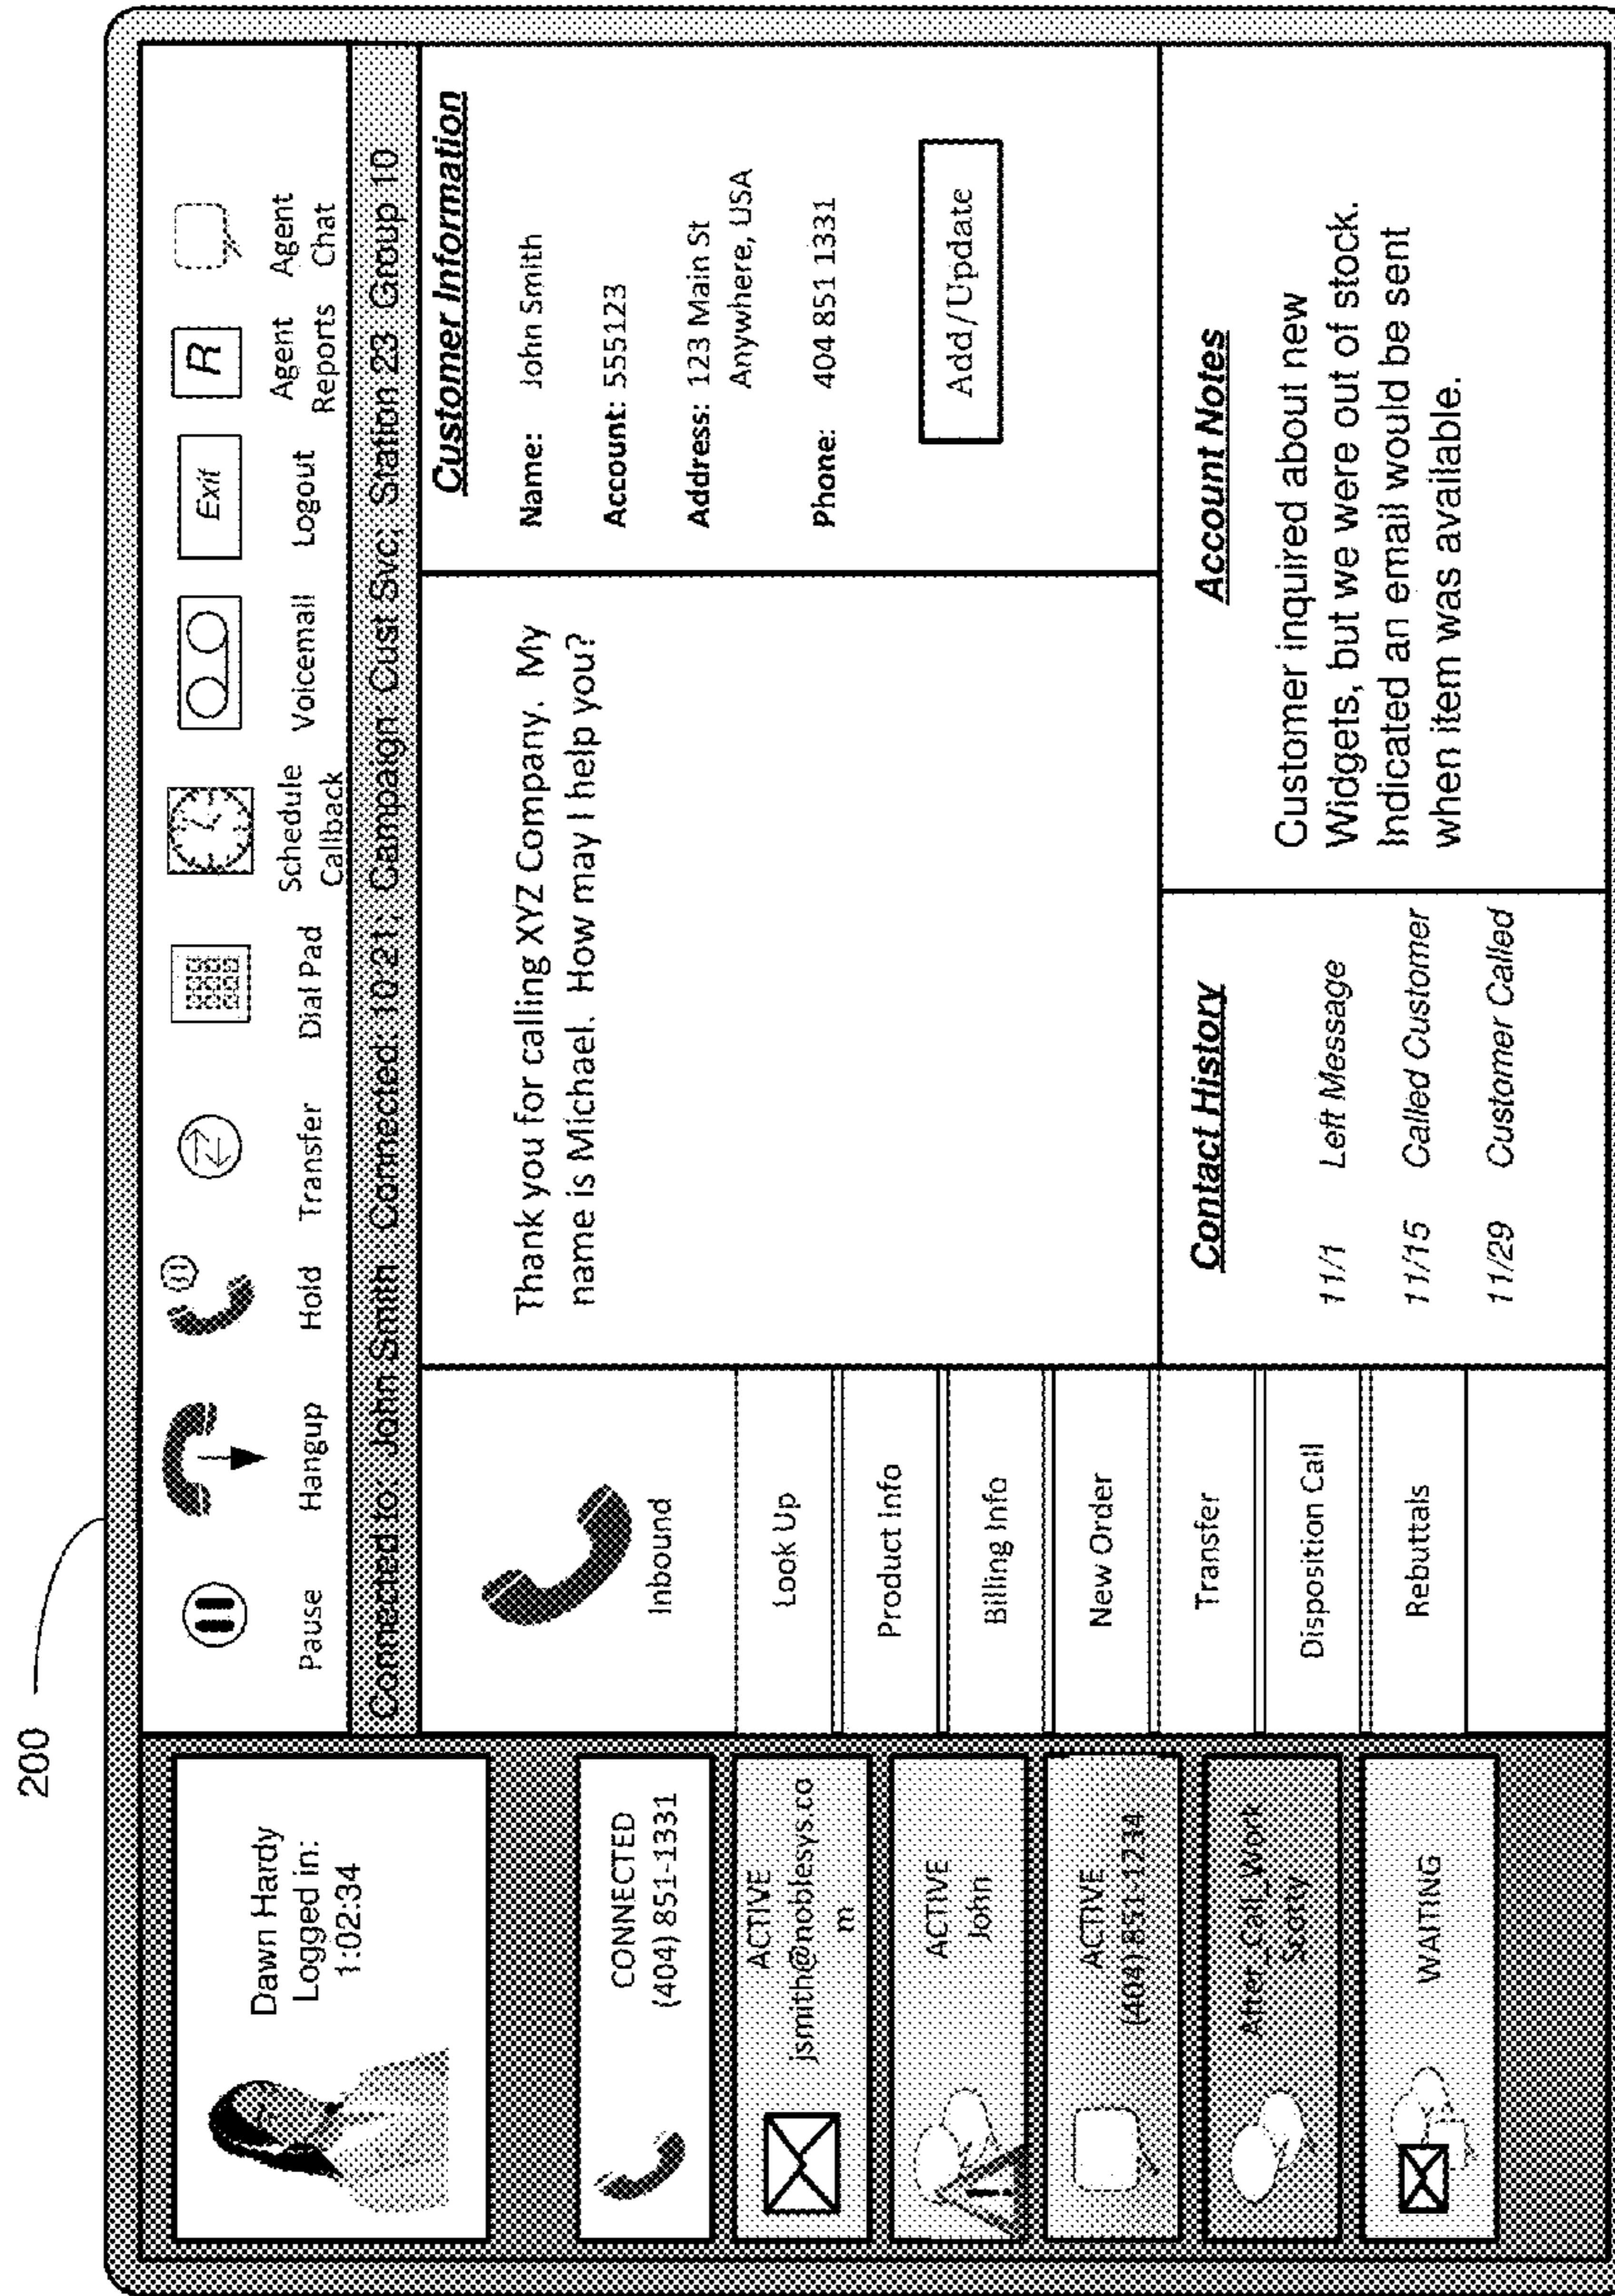 200
Dawn Hardy
Logged in:
1:02:34
CONNECTED
(404) 851-1331
ACTIVE
jsmith@noblesys.co
m
ACTIVE
John
ACTIVE
(404) 851-1234
After_Call_Work
Scotty
WAITING
Pause
Hangup
Hold
Transfer
Dial Pad
Schedule
Callback
Voicemail
Exit
Logout
R
Agent
Reports
Agent
Chat
Connected to: John Smith Connected: 10:21; Campaign: Cust Svc; Station 23 Group 10
Inbound
Look Up
Product Info
Billing Info
New Order
Transfer
Disposition Call
Rebuttals
Thank you for calling XYZ Company. My
name is Michael. How may I help you?
Customer Information
Name: John Smith
Account: 555123
Address: 123 Main St
Anywhere, USA
Phone: 404 851 1331
Add/Update
Contact History
11/1 Left Message
11/15 Called Customer
11/29 Customer Called
Account Notes
Customer inquired about new
Widgets, but we were out of stock.
Indicated an email would be sent
when item was available.